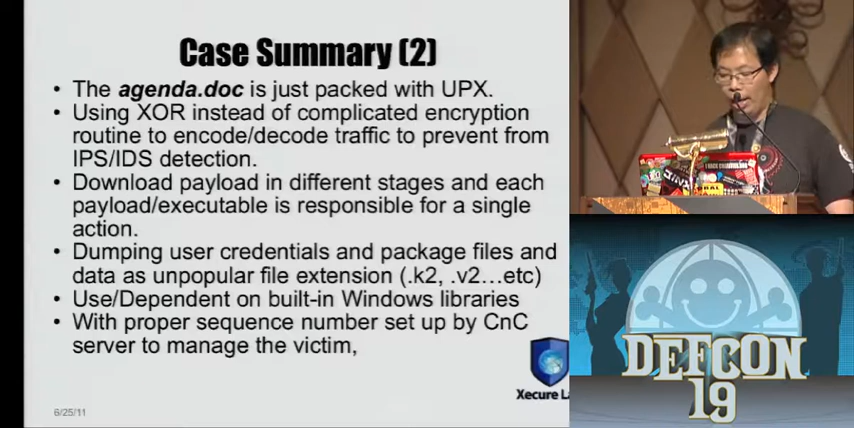 Case Summary (2)
• The agenda.doc is just packed with UPX.
• Using XOR instead of complicated encryption
routine to encode/decode traffic to prevent from
IPS/IDS detection.
• Download payload in different stages and each
payload/executable is responsible for a single
action.
• Dumping user credentials and package files and
data as unpopular file extension (.k2, .v2…etc)
• Use/Dependent on built-in Windows libraries
• With proper sequence number set up by CnC
server to manage the victim,
Xecure La
6/25/11
DEFCON
19